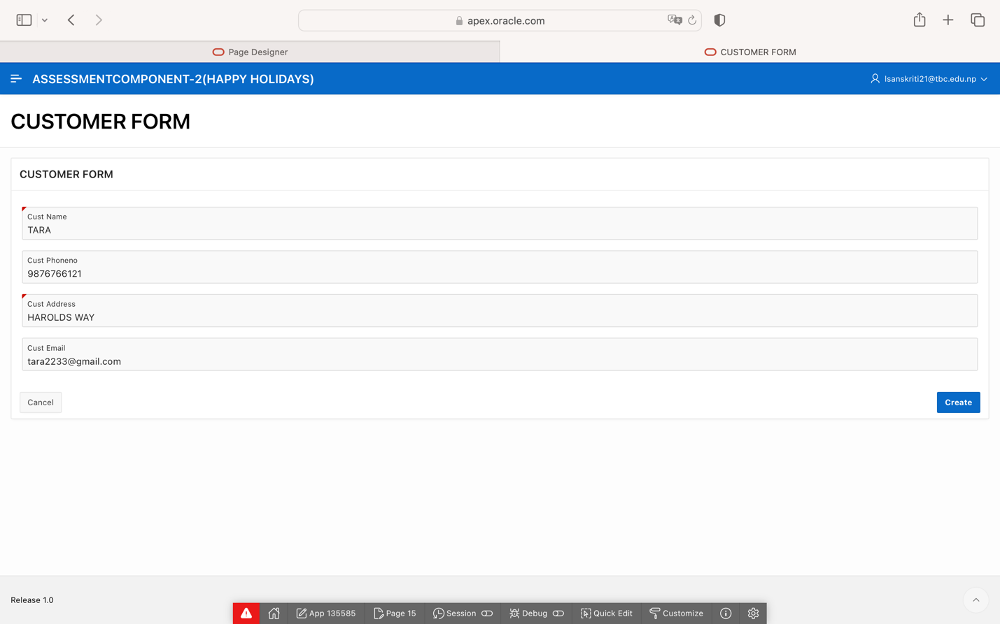 apex.oracle.com
Page Designer
CUSTOMER FORM
ASSESSMENTCOMPONENT-2(HAPPY HOLIDAYS)
lsanskriti21@tbc.edu.np
CUSTOMER FORM
CUSTOMER FORM
Cust Name
TARA
Cust Phoneno
9876766121
Cust Address
HAROLDS WAY
Cust Email
tara2233@gmail.com
Cancel
Create
Release 1.0
App 135585
Page 15
Session
Debug
Quick Edit
Customize